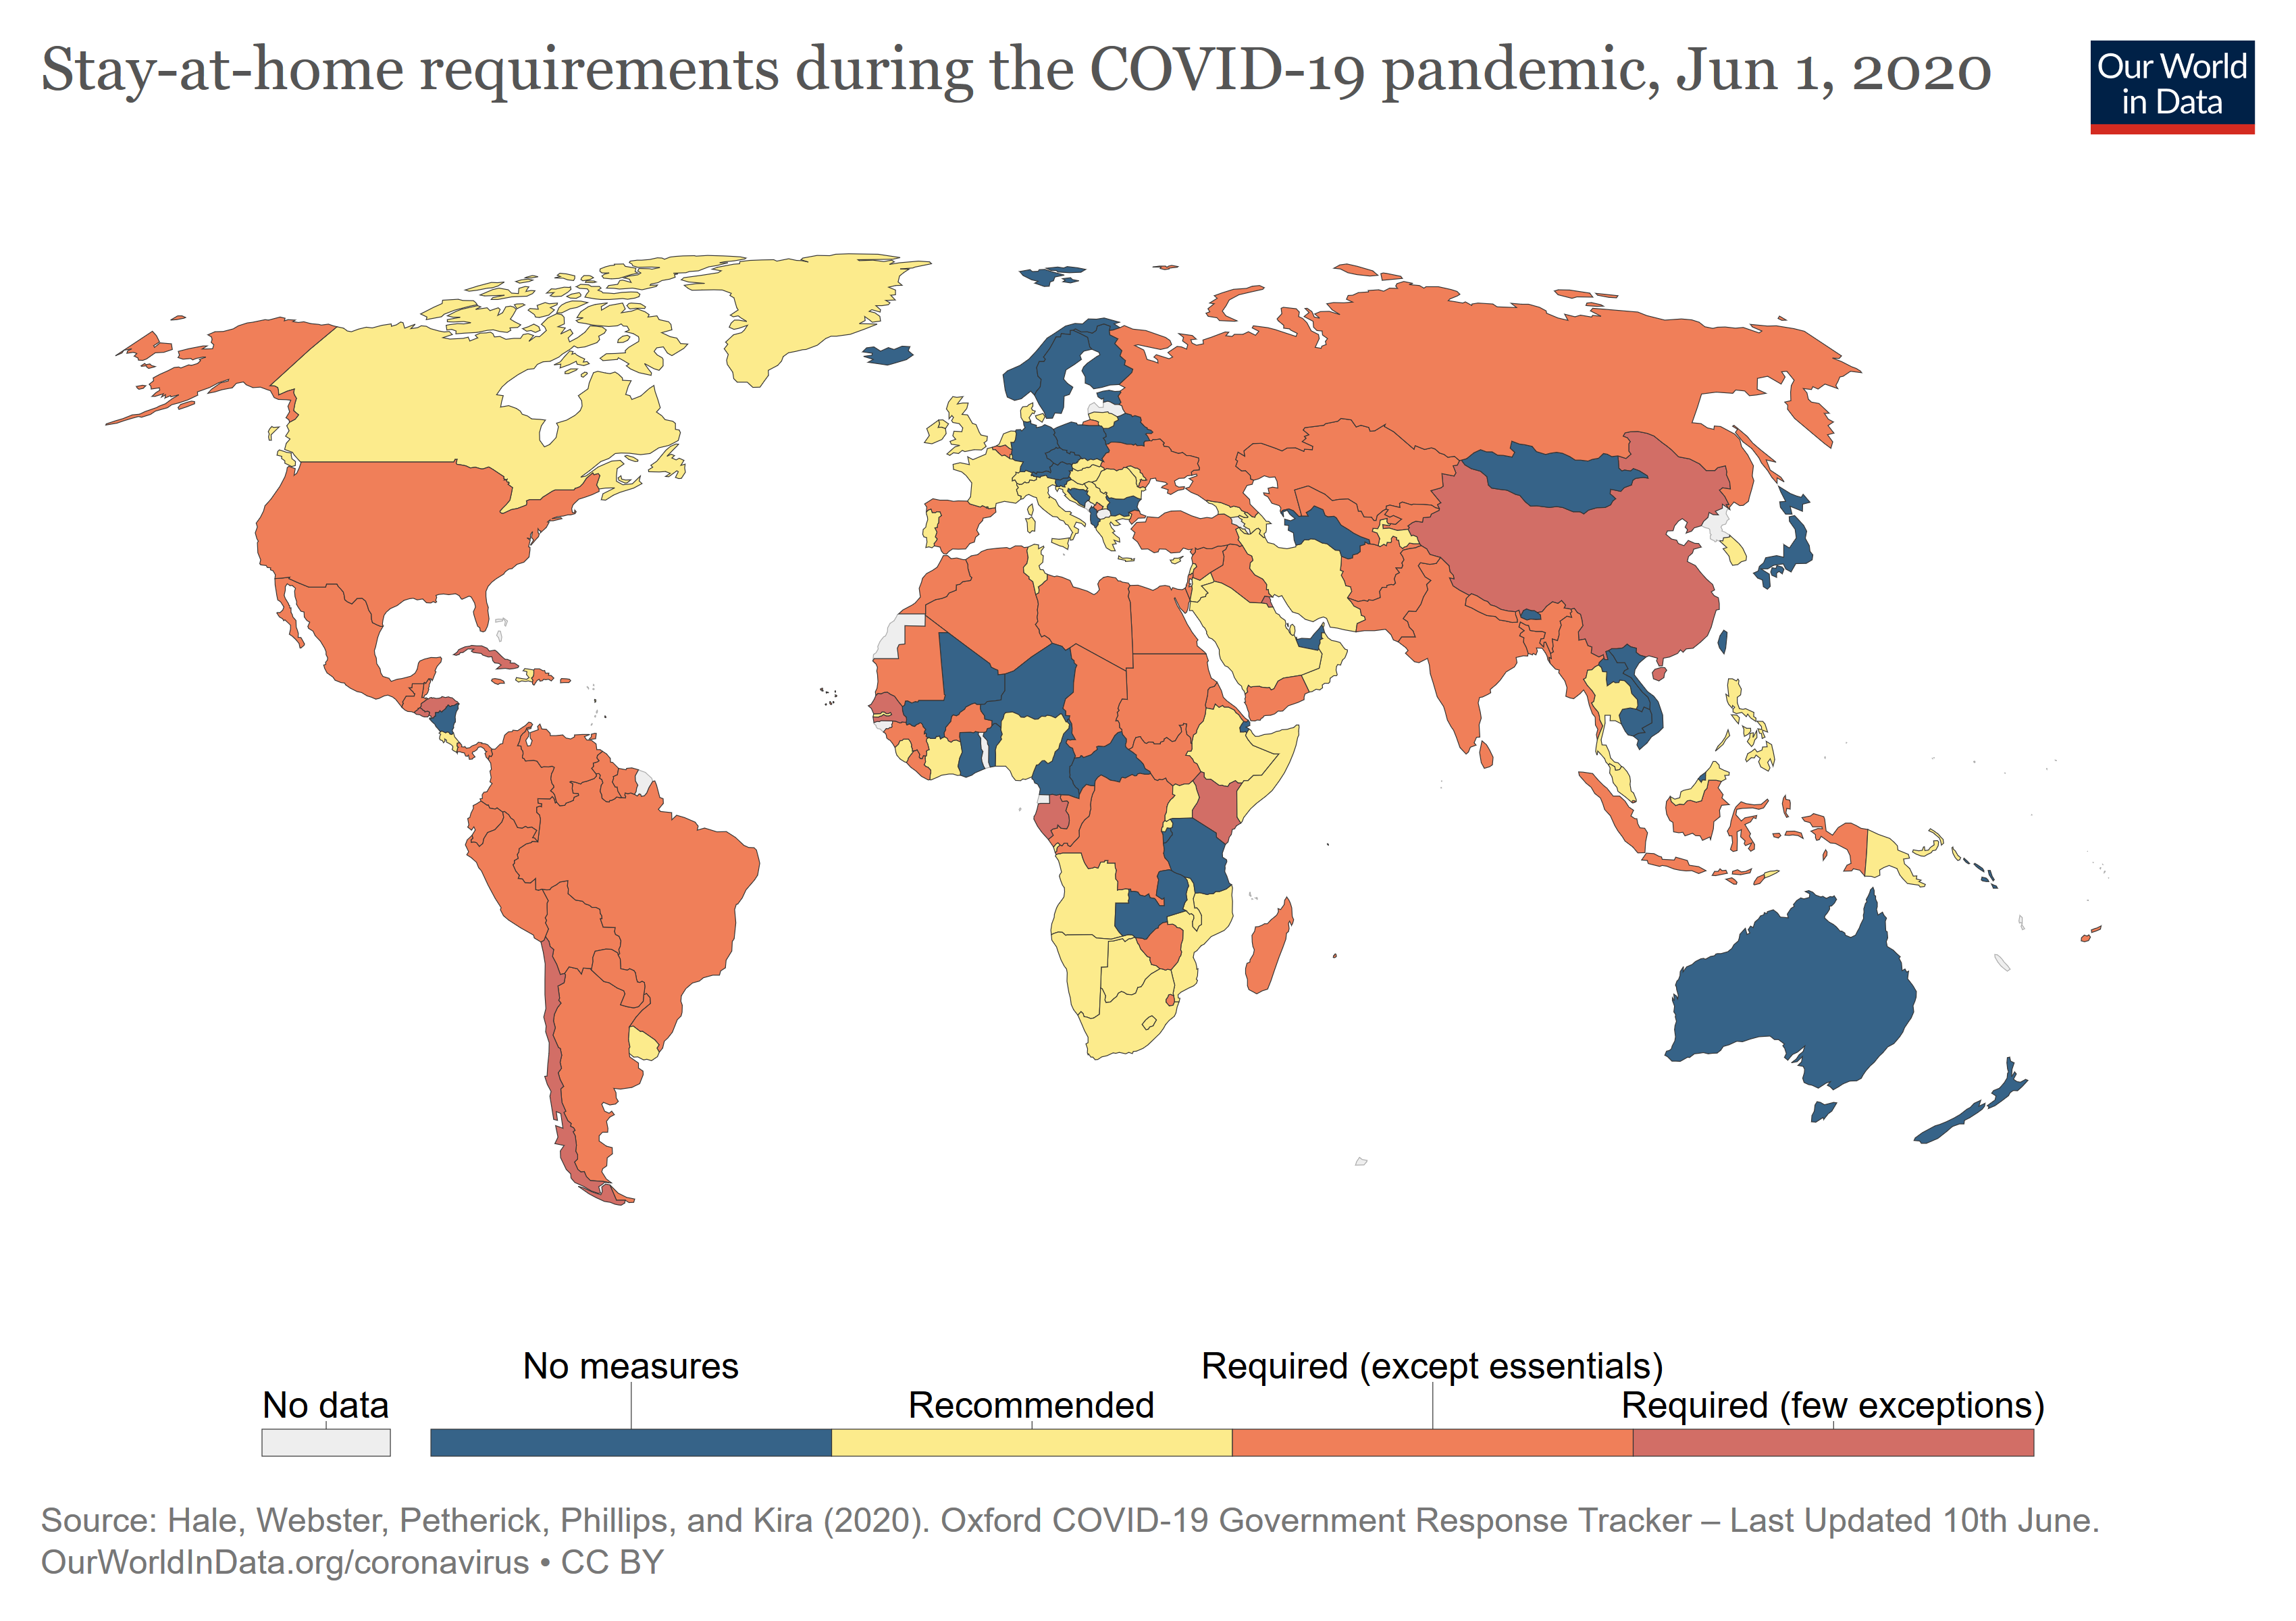 Stay-at-home requirements during the COVID-19 pandemic, Jun 1, 2020
Our World
in Data
No measures
Required (except essentials)
No data
Recommended
Required (few exceptions)
Source: Hale, Webster, Petherick, Phillips, and Kira (2020). Oxford COVID-19 Government Response Tracker – Last Updated 10th June.
OurWorldInData.org/coronavirus • CC BY